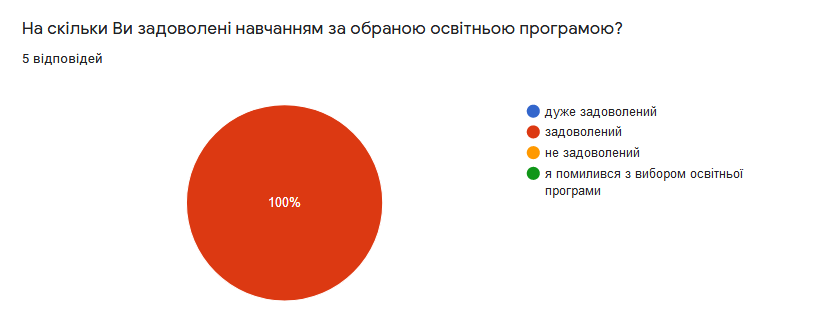 На скільки Ви задоволені навчанням за обраною освітньою програмою?
5 відповідей
дуже задоволений
задоволений
не задоволений
я помилився з вибором освітньої
програми
100%